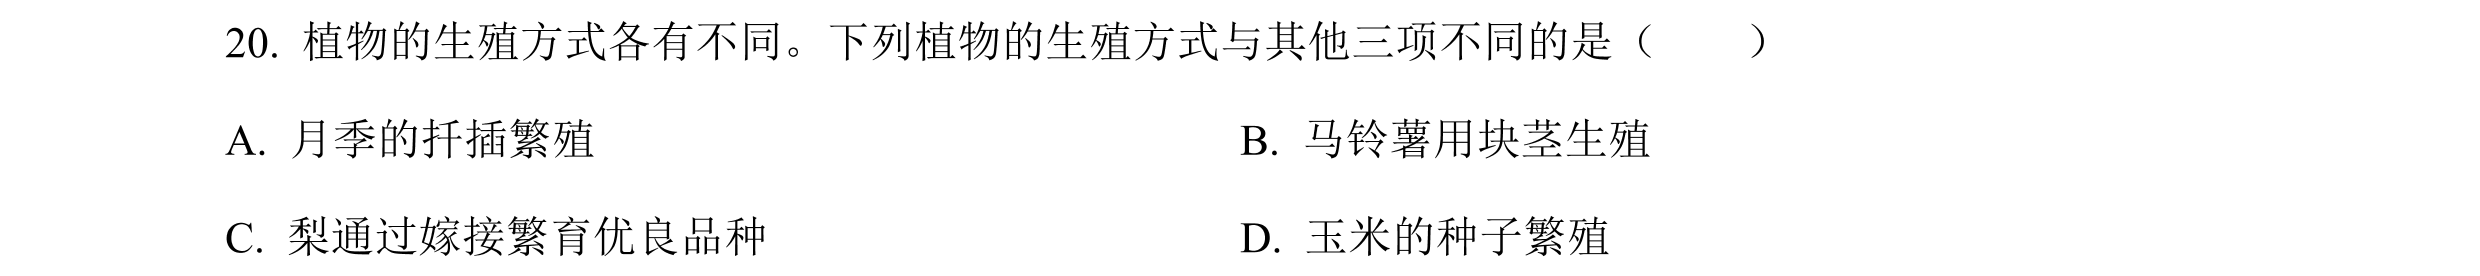 20. 植物的生殖方式各有不同。下列植物的生殖方式与其他三项不同的是（　　）
A. 月季的扦插繁殖　　B. 马铃薯用块茎生殖
C. 梨通过嫁接繁育优良品种　　D. 玉米的种子繁殖